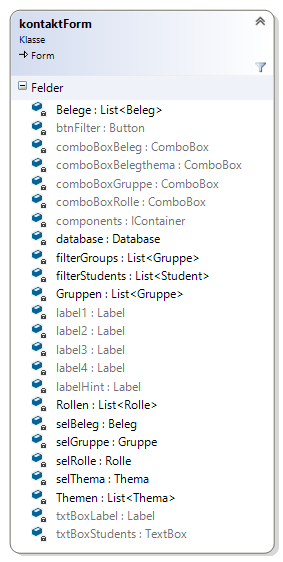 kontaktForm
Klasse
Form
Felder
Belege : List<Beleg>
btnFilter : Button
comboBoxBeleg : ComboBox
comboBoxBelegthema : ComboBox
comboBoxGruppe : ComboBox
comboBoxRolle : ComboBox
components : IContainer
database : Database
filterGroups : List<Gruppe>
filterStudents : List<Student>
Gruppen : List<Gruppe>
label1 : Label
label2 : Label
label3 : Label
label4 : Label
labelHint : Label
Rollen : List<Rolle>
selBeleg : Beleg
selGruppe : Gruppe
selRolle : Rolle
selThema : Thema
Themen : List<Thema>
txtBoxLabel : Label
txtBoxStudents : TextBox